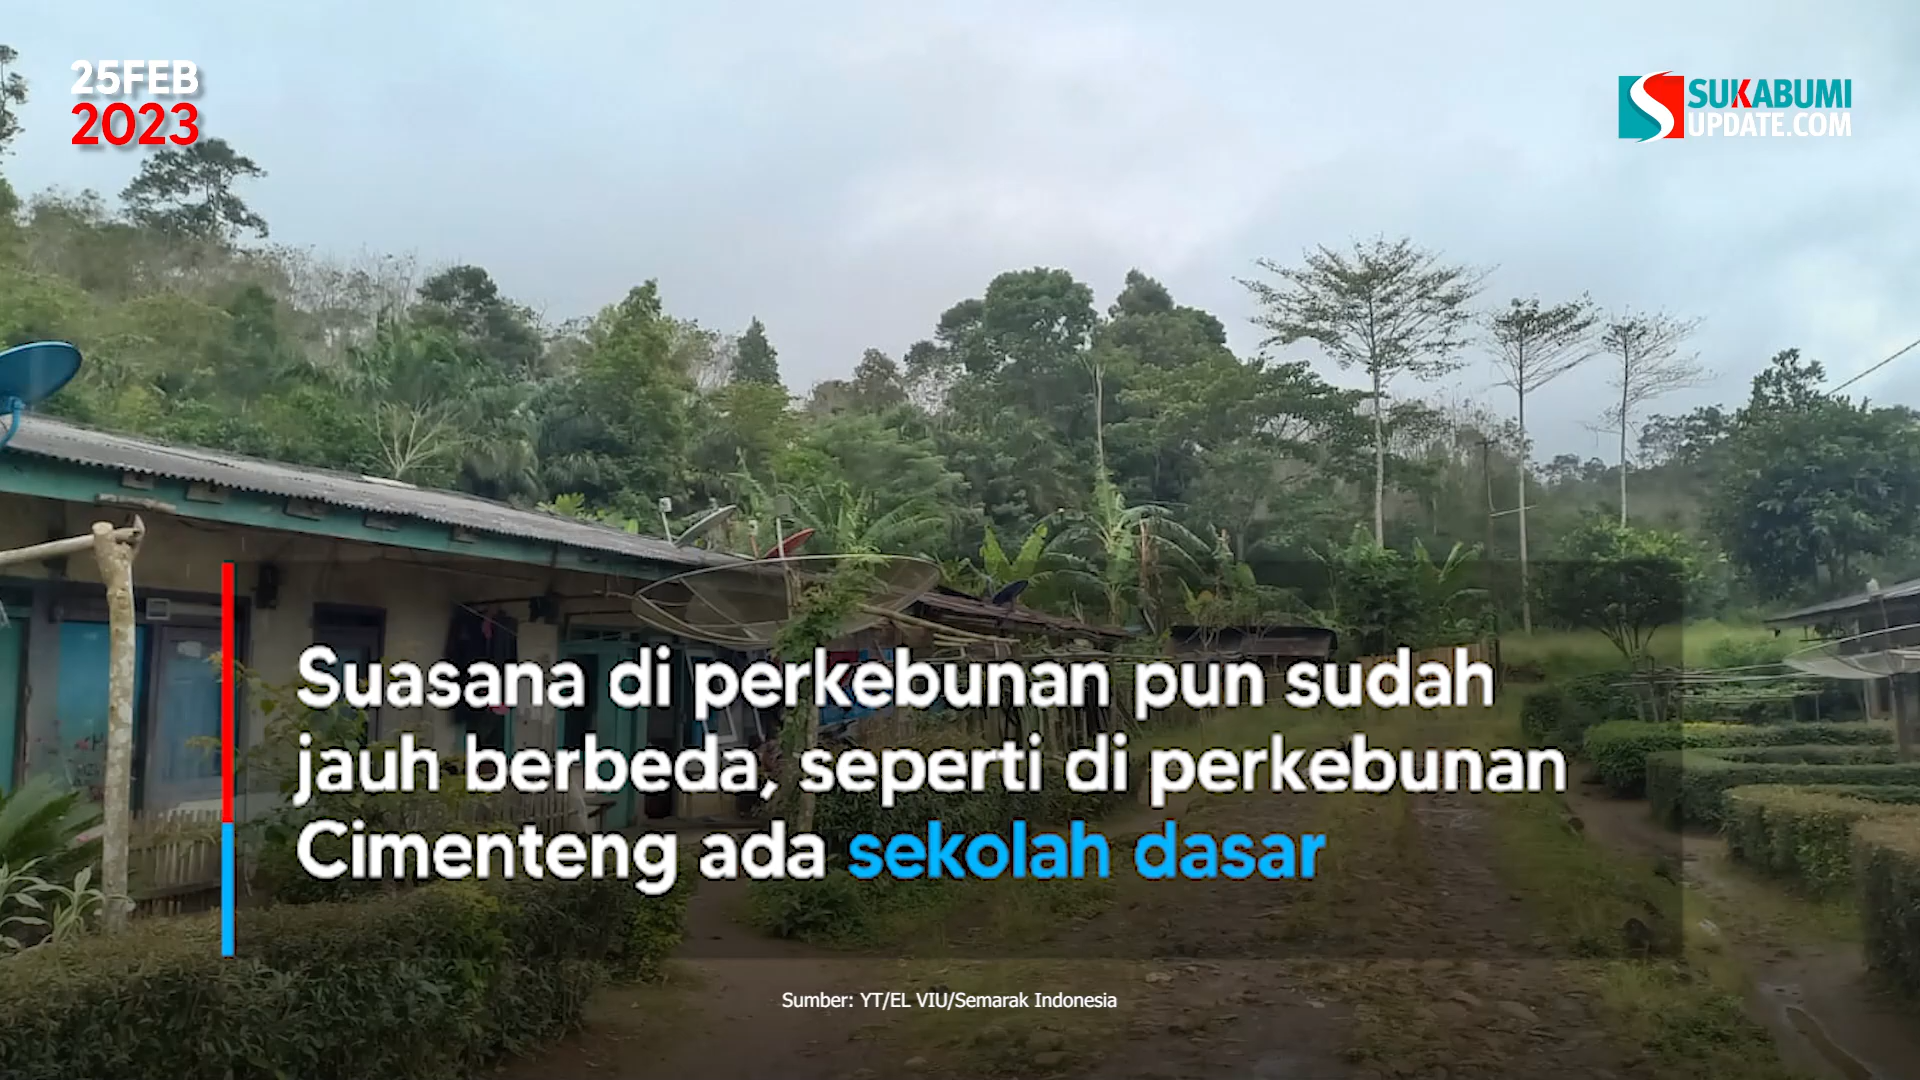 25FEB
2023
SUKABUMI
UPDATE.COM
Suasana di perkebunan pun sudah
jauh berbeda, seperti di perkebunan
Cimenteng ada sekolah dasar
Sumber: YT/EL VIU/Semarak Indonesia